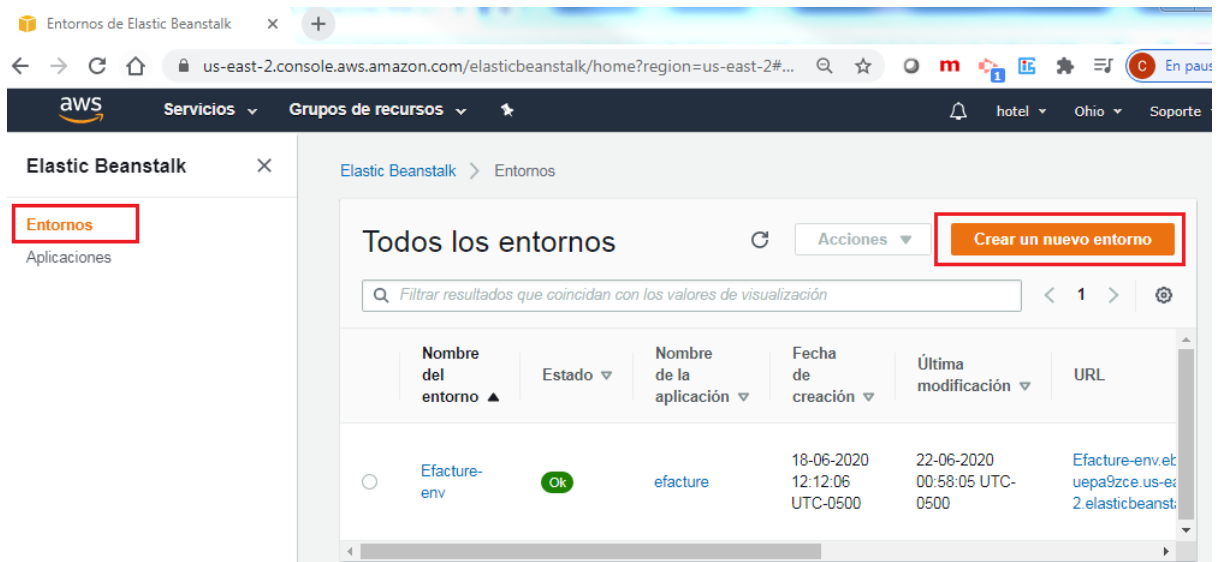 Entornos de Elastic Beanstalk
us-east-2.console.aws.amazon.com/elasticbeanstalk/home?region=us-east-2#...
m
1
C
En paus
aws
Servicios
Grupos de recursos
hotel
Ohio
Soporte
Elastic Beanstalk
Entornos
Aplicaciones
Elastic Beanstalk > Entornos
Todos los entornos
Acciones
Crear un nuevo entorno
Filtrar resultados que coincidan con los valores de visualización
1
Nombre
del
entorno
Estado
Nombre
de la
aplicación
Fecha
de
creación
Última
modificación
URL
Efacture-
env
Ok
efacture
18-06-2020
12:12:06
UTC-0500
22-06-2020
00:58:05 UTC-
0500
Efacture-env.eb
uepa9zce.us-ea
2.elasticbeansta